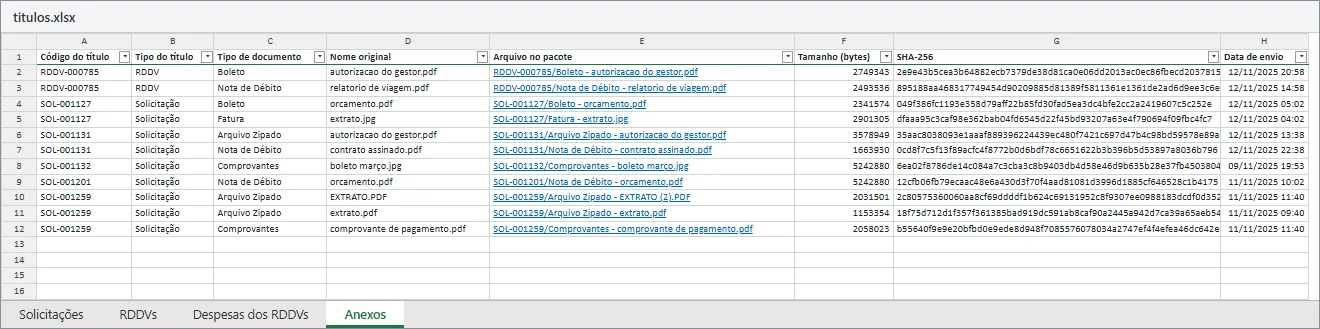 titulos.xlsx
A B C D E F G H
1 Código do título Tipo do título Tipo de documento Nome original Arquivo no pacote Tamanho (bytes) SHA-256 Data de envio
2 RDDV-000785 RDDV Boleto autorizacao do gestor.pdf RDDV-000785/Boleto - autorizacao do gestor.pdf 2749343 2e9e43b5cea3b64882ecb7379de38d81ca0e06dd2013ac0ec86fbecd2037815 12/11/2025 20:58
3 RDDV-000785 RDDV Nota de Débito relatorio de viagem.pdf RDDV-000785/Nota de Débito - relatorio de viagem.pdf 2493536 895188aa468317749454d90209885d81389f5811361e1361de2ad6d9ee3c6e 12/11/2025 14:58
4 SOL-001127 Solicitação Boleto orcamento.pdf SOL-001127/Boleto - orcamento.pdf 2341574 049f386fc1193e358d79aff22b85fd30fad5ea3dc4bfe2cc2a2419607c5c252e 12/11/2025 05:02
5 SOL-001127 Solicitação Fatura extrato.jpg SOL-001127/Fatura - extrato.jpg 2901305 dfaaa95c3caf98e362bab04fd6545d22f45bd93207a63e4f790694f09fbc4fc7 12/11/2025 04:02
6 SOL-001131 Solicitação Arquivo Zipado autorizacao do gestor.pdf SOL-001131/Arquivo Zipado - autorizacao do gestor.pdf 3578949 35aac8038093e1aaaf889396224439ec480f7421c697d47b4c98bd59578e89a 12/11/2025 13:38
7 SOL-001131 Solicitação Nota de Débito contrato assinado.pdf SOL-001131/Nota de Débito - contrato assinado.pdf 1663930 0cd8f7c5f13f89acfc4f8772b0d6bdf78c6651622b3b396b5d53897a8036b796 12/11/2025 22:38
8 SOL-001132 Solicitação Comprovantes boleto março.jpg SOL-001132/Comprovantes - boleto março.jpg 5242880 6ea02f8786de14c084a7c3cba3c8b9403db4d58e46d9b635b28e37fb4503804 09/11/2025 19:53
9 SOL-001201 Solicitação Nota de Débito orcamento.pdf SOL-001201/Nota de Débito - orcamento.pdf 5242880 12cfb06fb79ecaac48e6a430d3f70f4aad81081d3996d1885cf646528c1b4175 11/11/2025 10:02
10 SOL-001259 Solicitação Arquivo Zipado EXTRATO.PDF SOL-001259/Arquivo Zipado - EXTRATO (2).PDF 2031501 2c80575360060aa8cf69ddddf1b624c69131952c8f9307ee0988183dcdf0d352 11/11/2025 11:40
11 SOL-001259 Solicitação Arquivo Zipado extrato.pdf SOL-001259/Arquivo Zipado - extrato.pdf 1153354 18f75d712d1f357f361385bad919dc591ab8caf90a2445a942d7ca39a65aeb54 11/11/2025 09:40
12 SOL-001259 Solicitação Comprovantes comprovante de pagamento.pdf SOL-001259/Comprovantes - comprovante de pagamento.pdf 2058023 b55640f9e9e20bfbd0e9ede8d948f7085576078034a2747ef4f4efea46dc642e 11/11/2025 11:40
13
14
15
16
Solicitações RDDVs Despesas dos RDDVs Anexos